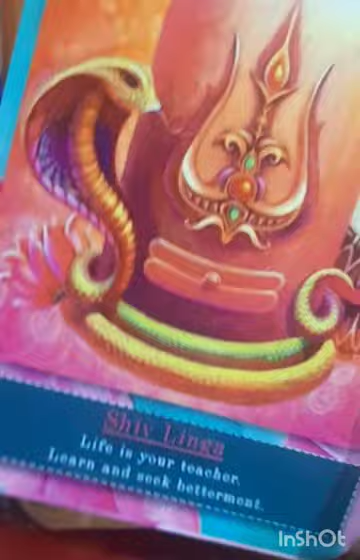 Shiv Linga
Life is your teacher.
Learn and seek betterment.
InShOt